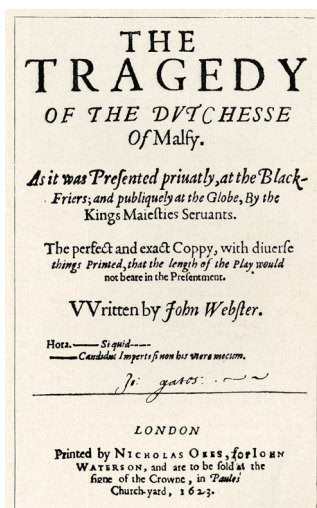 THE
TRAGEDY
OF THE DVTCHESSE
Of Malfy.
As it was Preſented priuatly, at the Black-
Friers; and publiquely at the Globe, By the
Kings Maieſties Seruants.
The perfect and exact Coppy, with diuerſe
things Printed, that the length of the Play would
not beare in the Preſentment.
VVritten by John Webſter.
Hora.——Si quid----
——Candidus Imperti ſi non his vtere mecum.
LONDON
Printed by NICHOLAS OKES, for IOHN
WATERSON, and are to be ſold at the
ſigne of the Crowne, in Paules
Church-yard, 1623.